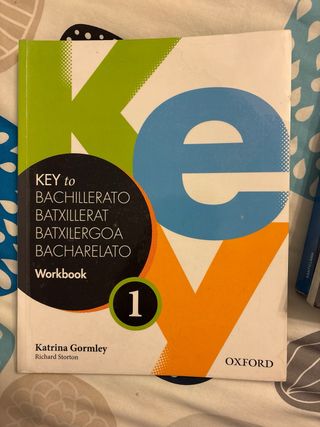 Key
KEY to
BACHILLERATO
BATXILLERAT
BATXILERGOA
BACHARELATO
Workbook
1
Katrina Gormley
Richard Storton
OXFORD